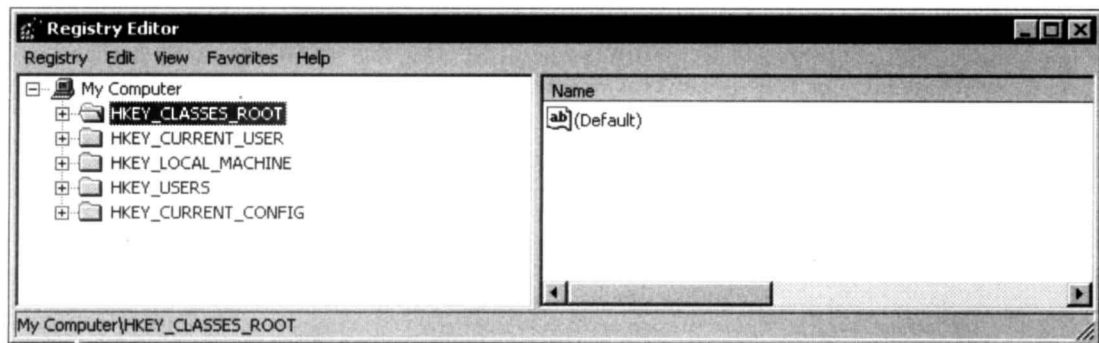 Registry Editor
Registry Edit View Favorites Help
My Computer
HKEY_CLASSES_ROOT
HKEY_CURRENT_USER
HKEY_LOCAL_MACHINE
HKEY_USERS
HKEY_CURRENT_CONFIG
Name
ab (Default)
My Computer\HKEY_CLASSES_ROOT